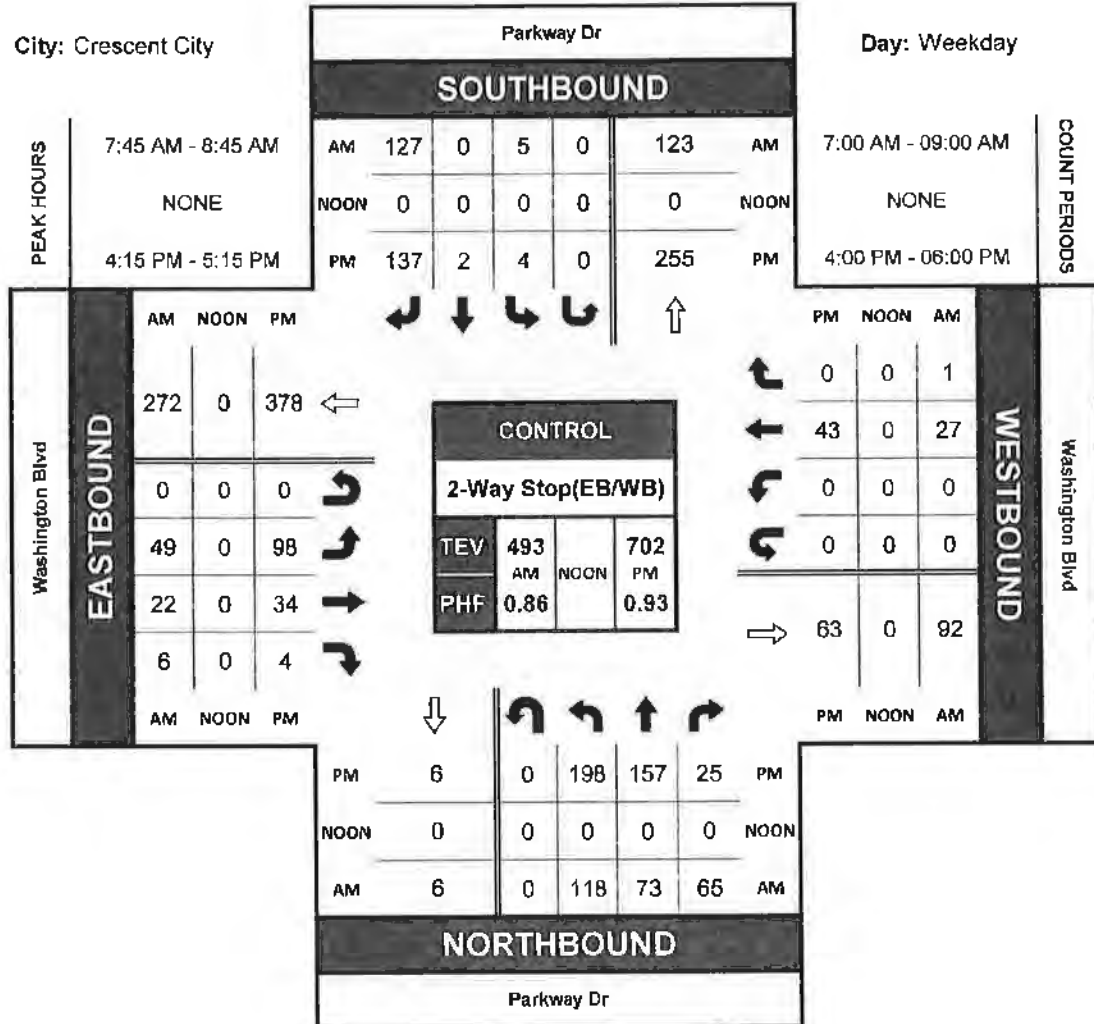 Parkway Dr
City: Crescent City
Day: Weekday
SOUTHBOUND
PEAK HOURS
7:45 AM - 8:45 AM
NONE
4:15 PM - 5:15 PM
AM 127 0 5 0 123 AM
NOON 0 0 0 0 0 NOON
PM 137 2 4 0 255 PM
7:00 AM - 09:00 AM
NONE
4:00 PM - 06:00 PM
COUNT PERIODS
Washington Blvd
EASTBOUND
AM NOON PM
272 0 378
0 0 0
49 0 98
22 0 34
6 0 4
AM NOON PM
CONTROL
2-Way Stop(EB/WB)
TEV 493 702
AM NOON PM
PHF 0.86 0.93
PM NOON AM
0 0 1
43 0 27
0 0 0
0 0 0
63 0 92
PM NOON AM
WESTBOUND
Washington Blvd
PM 6 0 198 157 25 PM
NOON 0 0 0 0 0 NOON
AM 6 0 118 73 65 AM
NORTHBOUND
Parkway Dr